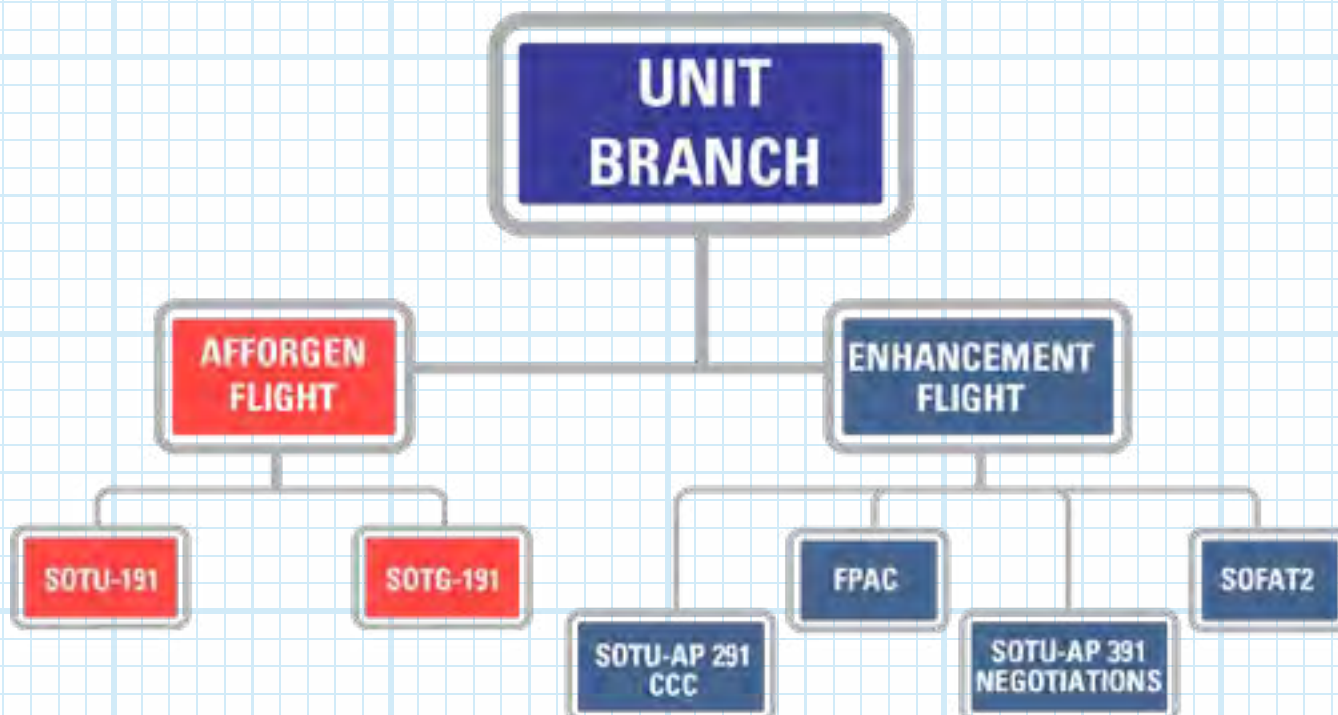 UNIT
BRANCH
AFFORGEN
FLIGHT
ENHANCEMENT
FLIGHT
SOTU-191
SOTG-191
FPAC
SOFAT2
SOTU-AP 291
CCC
SOTU-AP 391
NEGOTIATIONS